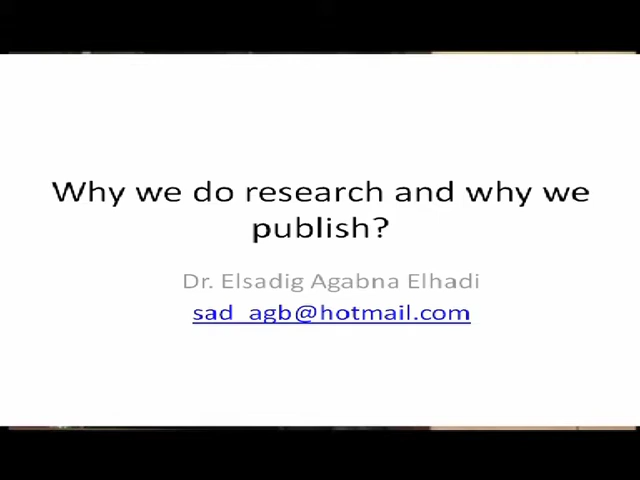 Why we do research and why we
publish?
Dr. Elsadig Agabna Elhadi
sad_agb@hotmail.com